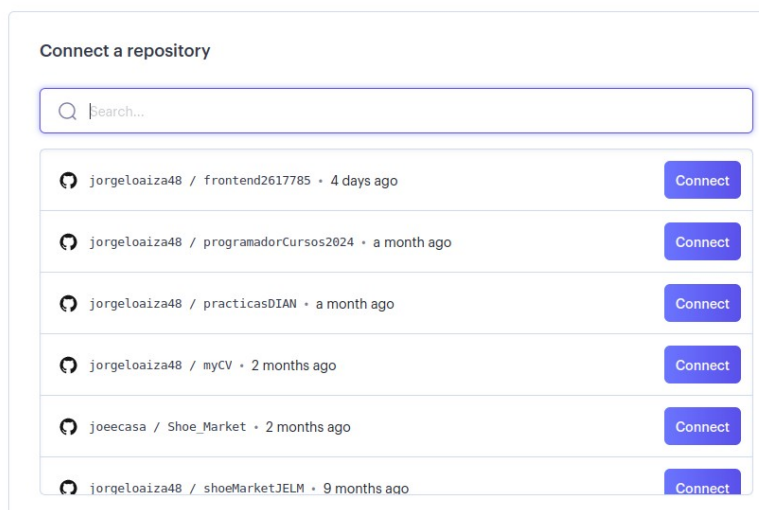 Connect a repository
Search...
jorgeloaiza48 / frontend2617785 • 4 days ago Connect
jorgeloaiza48 / programadorCursos2024 • a month ago Connect
jorgeloaiza48 / practicasDIAN • a month ago Connect
jorgeloaiza48 / myCV • 2 months ago Connect
joeecasa / Shoe_Market • 2 months ago Connect
jorgeloaiza48 / shoeMarketJELM • 9 months ago Connect